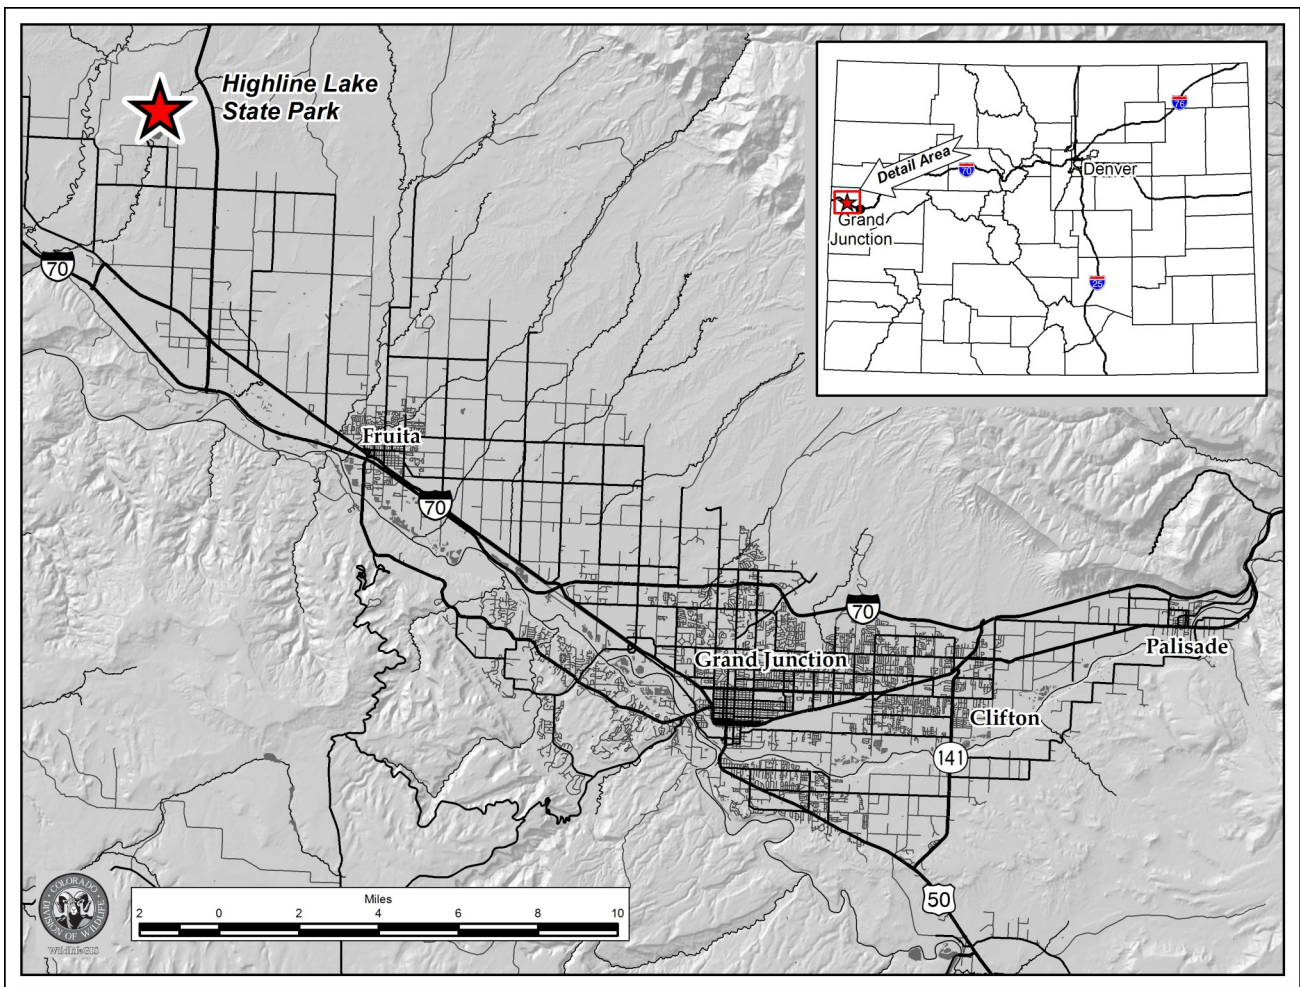 Highline Lake
State Park
76
Detail Area
70
Denver
Grand
Junction
25
70
Fruita
70
70
Grand Junction
Palisade
Clifton
141
50
COLORADO
DIVISION OF WILDLIFE
WildlifeGIS
Miles
2 0 2 4 6 8 10